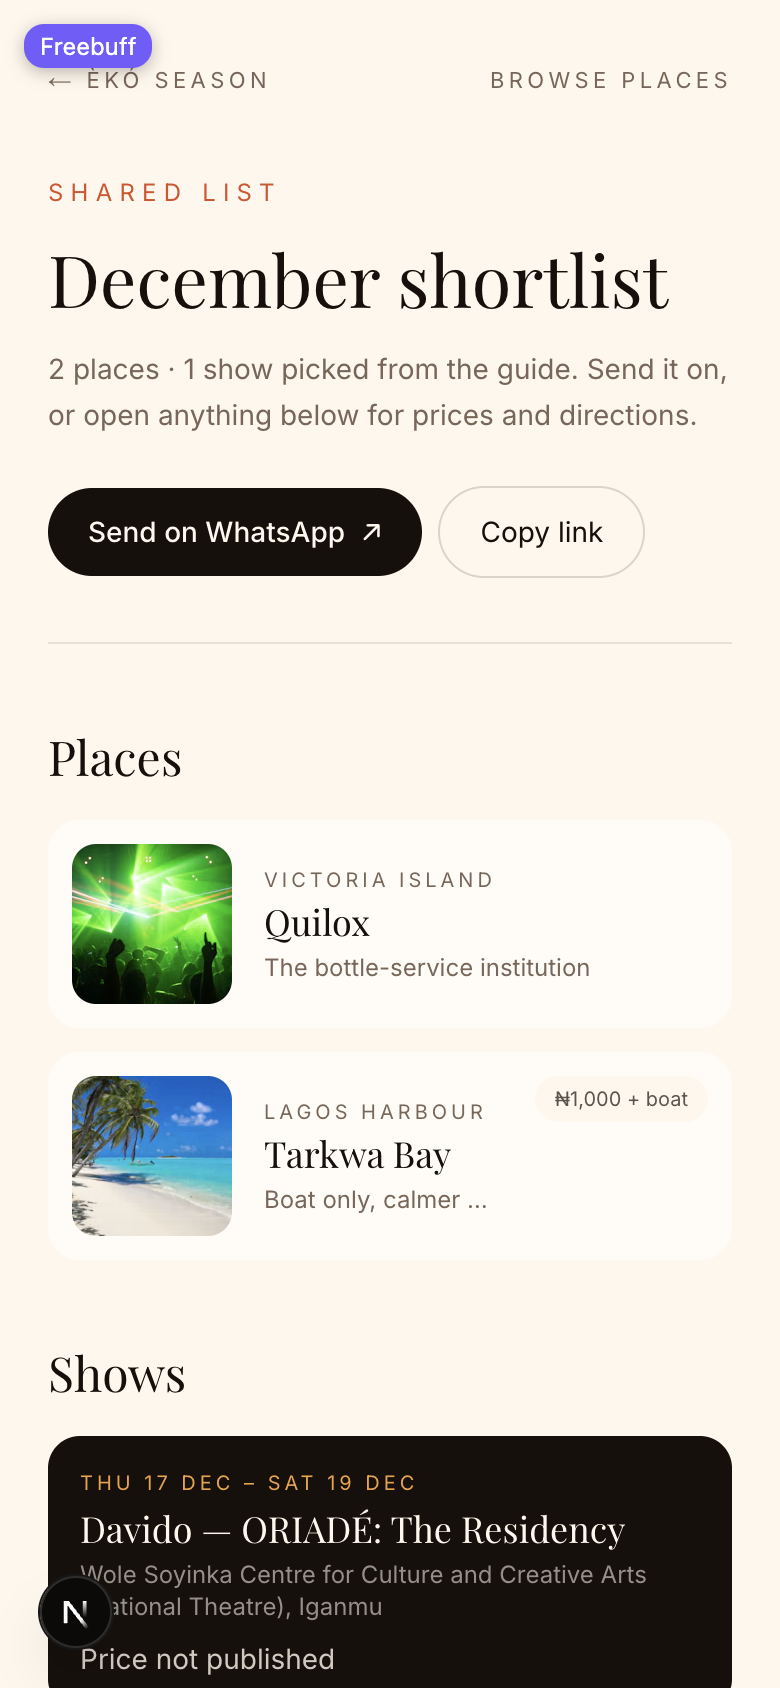 Freebuff
← ÈKÓ SEASON
BROWSE PLACES
SHARED LIST
December shortlist
2 places · 1 show picked from the guide. Send it on,
or open anything below for prices and directions.
Send on WhatsApp ↗
Copy link
Places
VICTORIA ISLAND
Quilox
The bottle-service institution
LAGOS HARBOUR
₦1,000 + boat
Tarkwa Bay
Boat only, calmer ...
Shows
THU 17 DEC – SAT 19 DEC
Davido — ORIADÉ: The Residency
Wole Soyinka Centre for Culture and Creative Arts
ational Theatre), Iganmu
N
Price not published